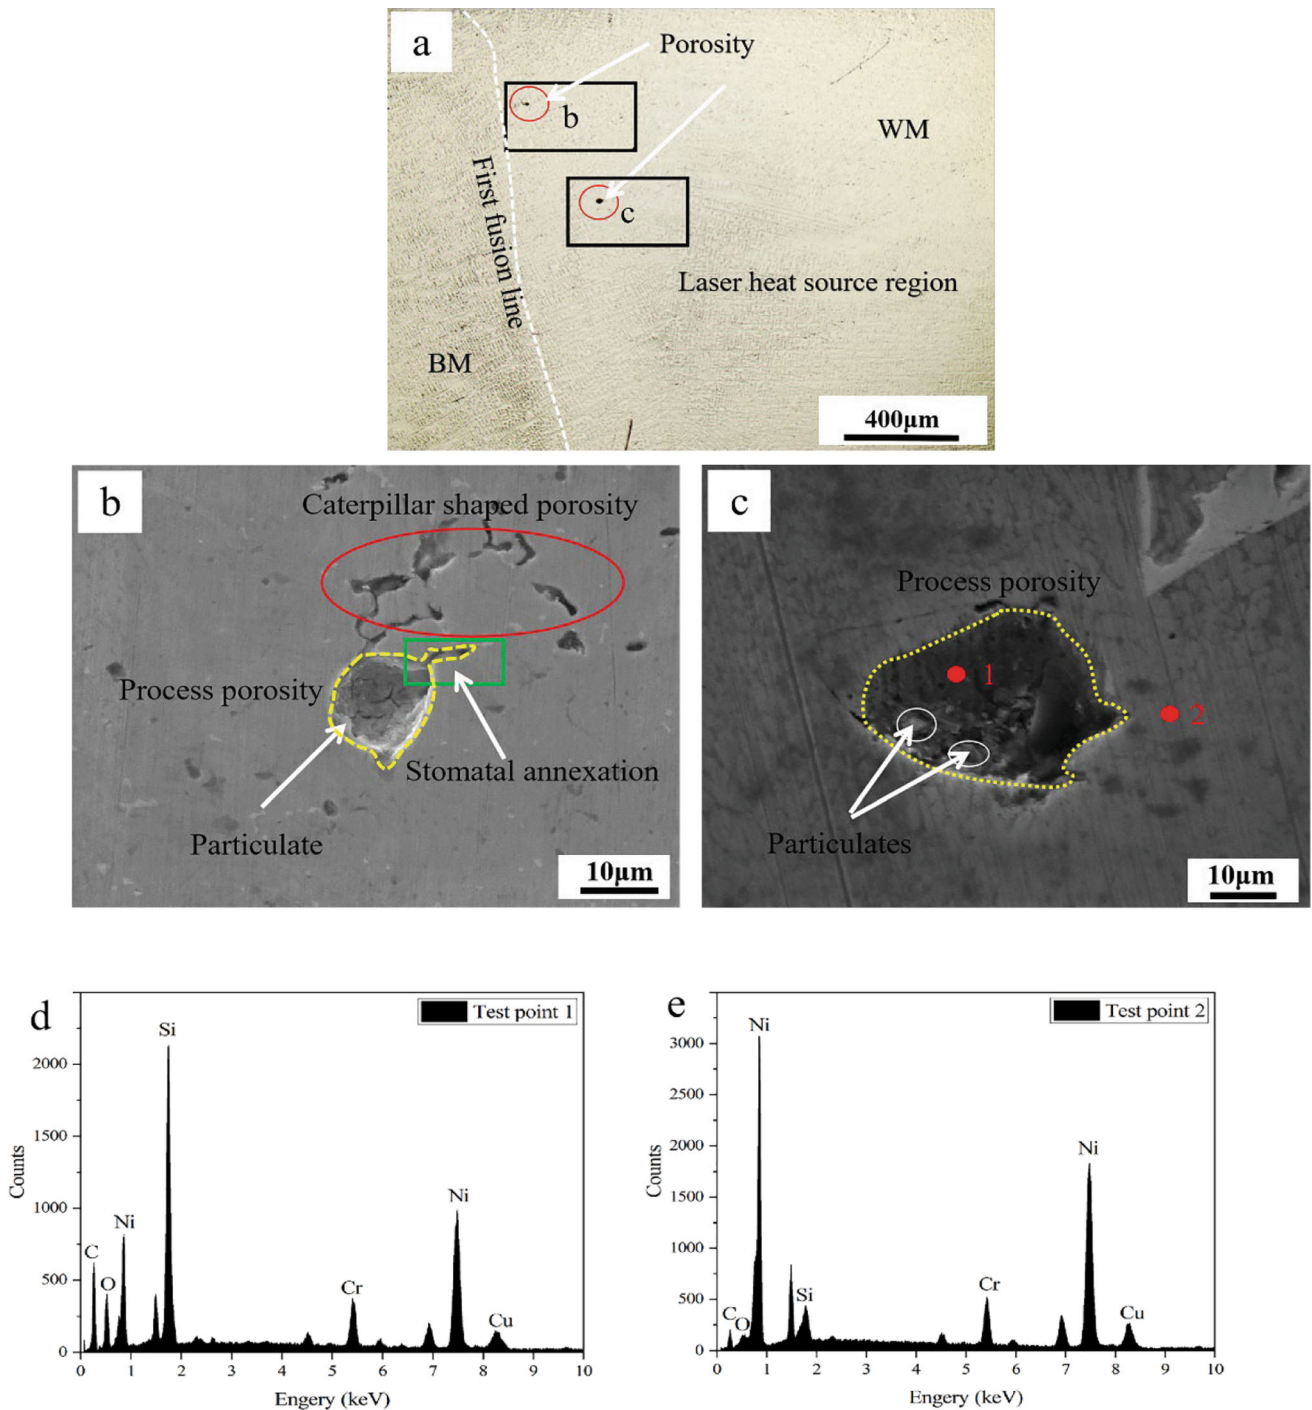 a
Porosity
b
WM
c
First fusion line
Laser heat source region
BM
400μm
b
Caterpillar shaped porosity
Process porosity
Stomatal annexation
Particulate
10μm
c
Process porosity
1
2
Particulates
10μm
d
Test point 1
Si
2000
1500
Counts
1000
Ni
Ni
C
500
O
Cr
Cu
0
0 1 2 3 4 5 6 7 8 9 10
Engery (keV)
e
Test point 2
Ni
3000
2500
2000
Counts
Ni
1500
1000
500
Cr
Si
C
O
Cu
0
0 1 2 3 4 5 6 7 8 9 10
Engery (keV)